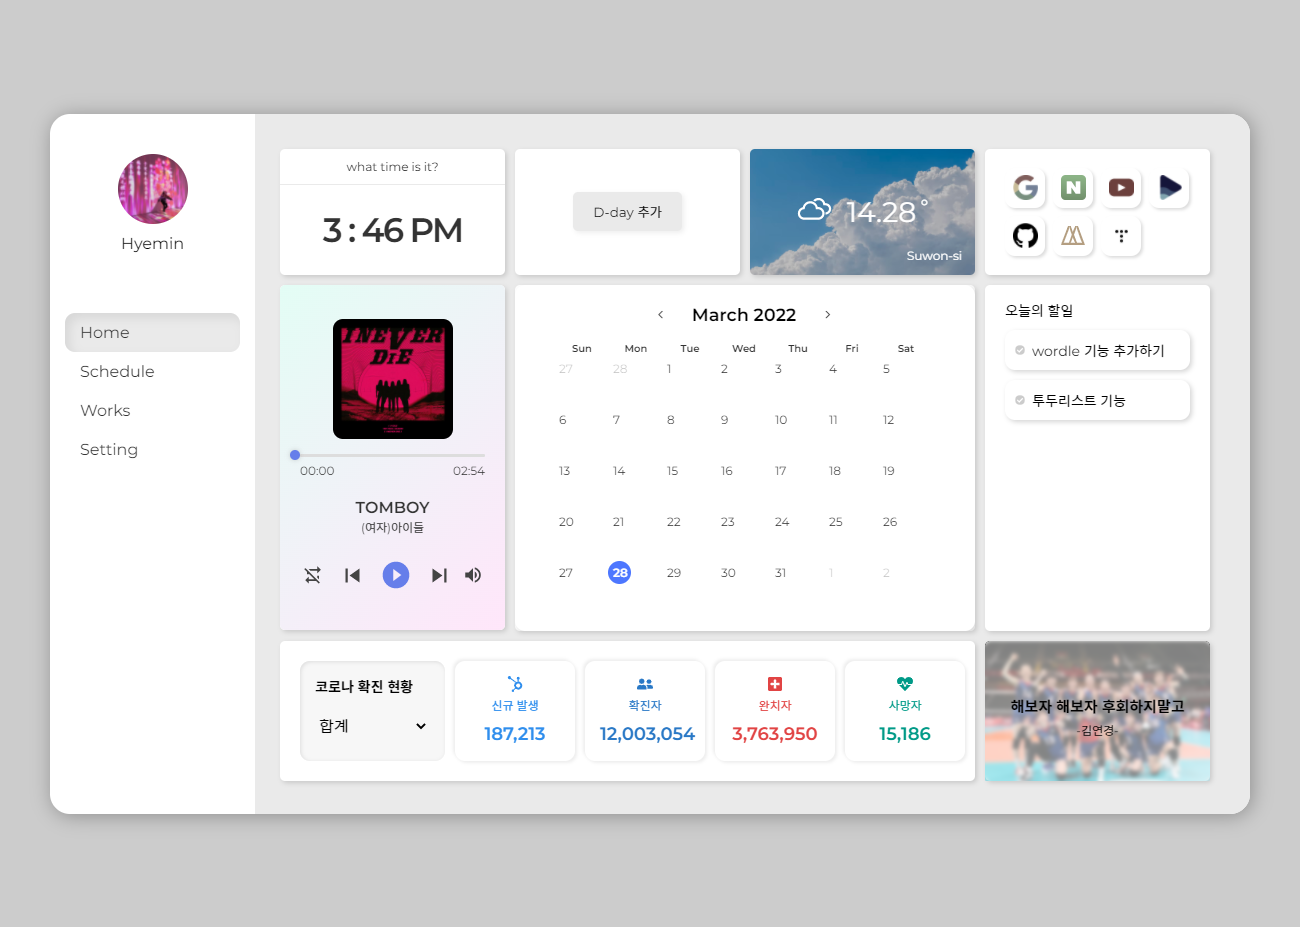 Hyemin
Home
Schedule
Works
Setting
what time is it?
3 : 46 PM
D-day 추가
14.28°
Suwon-si
G
N
I NEVER
DIE
00:00 02:54
TOMBOY
(여자)아이들
‹ March 2022 ›
Sun Mon Tue Wed Thu Fri Sat
27 28 1 2 3 4 5
6 7 8 9 10 11 12
13 14 15 16 17 18 19
20 21 22 23 24 25 26
27 28 29 30 31 1 2
오늘의 할일
wordle 기능 추가하기
투두리스트 기능
코로나 확진 현황
합계
신규 발생
187,213
확진자
12,003,054
완치자
3,763,950
사망자
15,186
해보자 해보자 후회하지말고
-김연경-